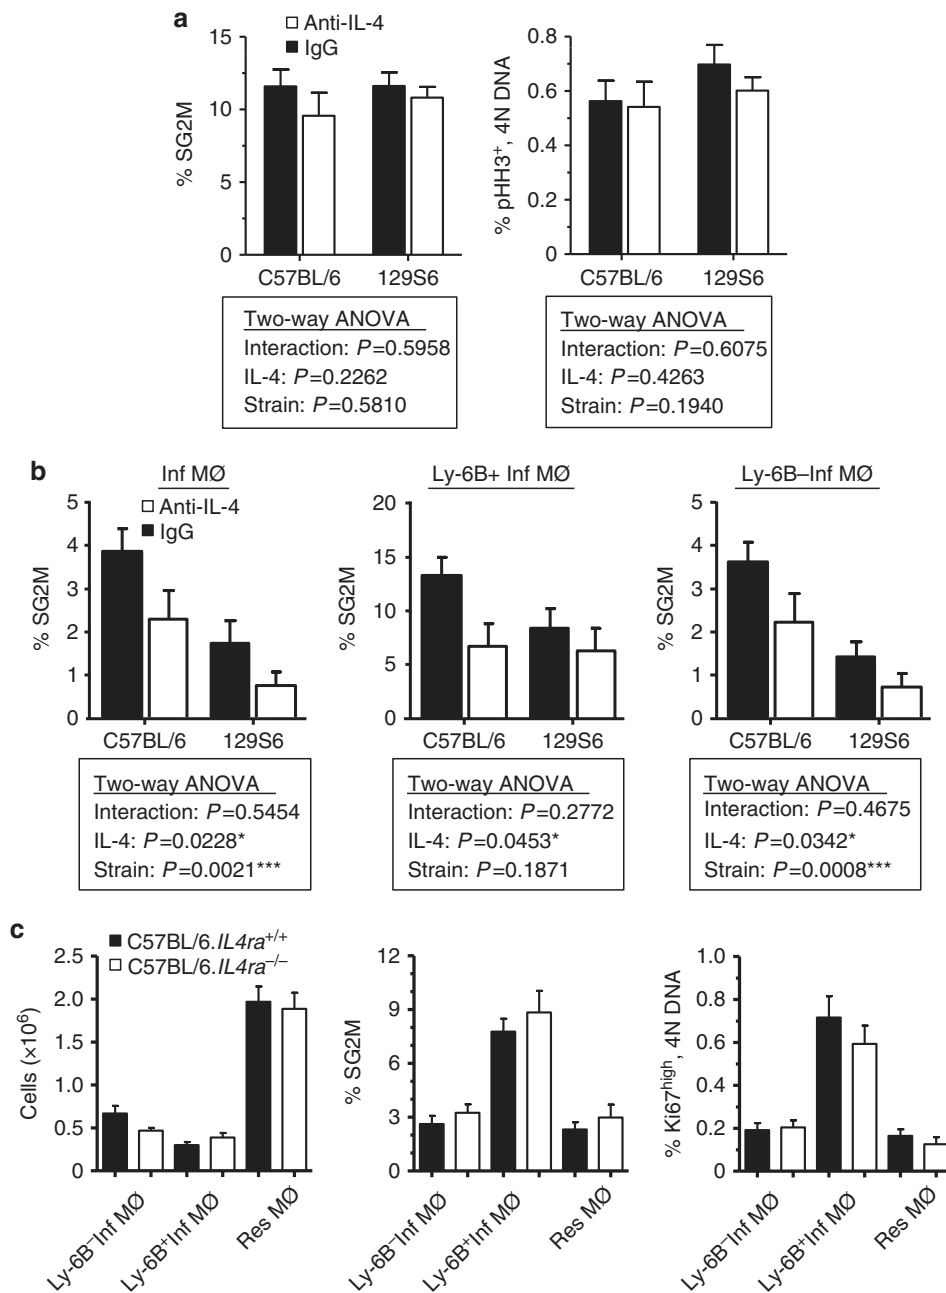 a
Anti-IL-4
IgG
% SG2M
15
10
5
0
C57BL/6 129S6
Two-way ANOVA
Interaction: P=0.5958
IL-4: P=0.2262
Strain: P=0.5810
% pHH3⁺, 4N DNA
0.8
0.6
0.4
0.2
0
C57BL/6 129S6
Two-way ANOVA
Interaction: P=0.6075
IL-4: P=0.4263
Strain: P=0.1940
b
Inf MØ
Anti-IL-4
IgG
% SG2M
5
4
3
2
1
0
C57BL/6 129S6
Two-way ANOVA
Interaction: P=0.5454
IL-4: P=0.0228*
Strain: P=0.0021***
Ly-6B+ Inf MØ
% SG2M
20
15
10
5
0
C57BL/6 129S6
Two-way ANOVA
Interaction: P=0.2772
IL-4: P=0.0453*
Strain: P=0.1871
Ly-6B–Inf MØ
% SG2M
5
4
3
2
1
0
C57BL/6 129S6
Two-way ANOVA
Interaction: P=0.4675
IL-4: P=0.0342*
Strain: P=0.0008***
c
C57BL/6.IL4ra⁺/⁺
C57BL/6.IL4ra⁻/⁻
Cells (×10⁶)
2.5
2.0
1.5
1.0
0.5
0
Ly-6B⁻Inf MØ
Ly-6B⁺Inf MØ
Res MØ
% SG2M
12
9
6
3
0
Ly-6B⁻Inf MØ
Ly-6B⁺Inf MØ
Res MØ
% Ki67ʰⁱᵍʰ, 4N DNA
1.0
0.8
0.6
0.4
0.2
0
Ly-6B⁻Inf MØ
Ly-6B⁺Inf MØ
Res MØ